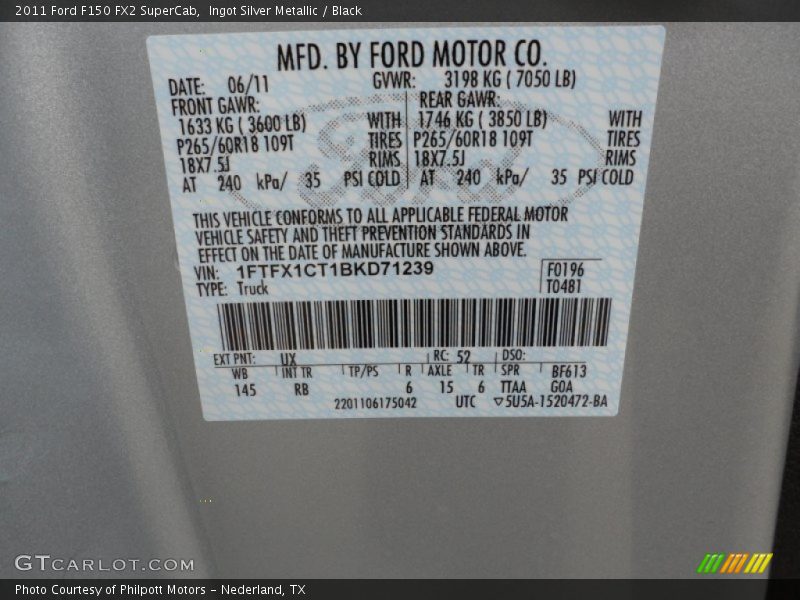 2011 Ford F150 FX2 SuperCab, Ingot Silver Metallic / Black
MFD. BY FORD MOTOR CO.
DATE: 06/11 GVWR: 3198 KG ( 7050 LB)
FRONT GAWR: REAR GAWR:
1633 KG ( 3600 LB) WITH 1746 KG ( 3850 LB) WITH
P265/60R18 109T TIRES P265/60R18 109T TIRES
18X7.5J RIMS 18X7.5J RIMS
AT 240 kPa/ 35 PSI COLD AT 240 kPa/ 35 PSI COLD
THIS VEHICLE CONFORMS TO ALL APPLICABLE FEDERAL MOTOR
VEHICLE SAFETY AND THEFT PREVENTION STANDARDS IN
EFFECT ON THE DATE OF MANUFACTURE SHOWN ABOVE.
VIN: 1FTFX1CT1BKD71239 F0196
TYPE: Truck T0481
EXT PNT: UX RC: 52 DSO:
WB INT TR TP/PS R AXLE TR SPR BF613
145 RB 6 15 6 TTAA GOA
2201106175042 UTC ▽5U5A-1520472-BA
GTCARLOT.COM
Photo Courtesy of Philpott Motors - Nederland, TX